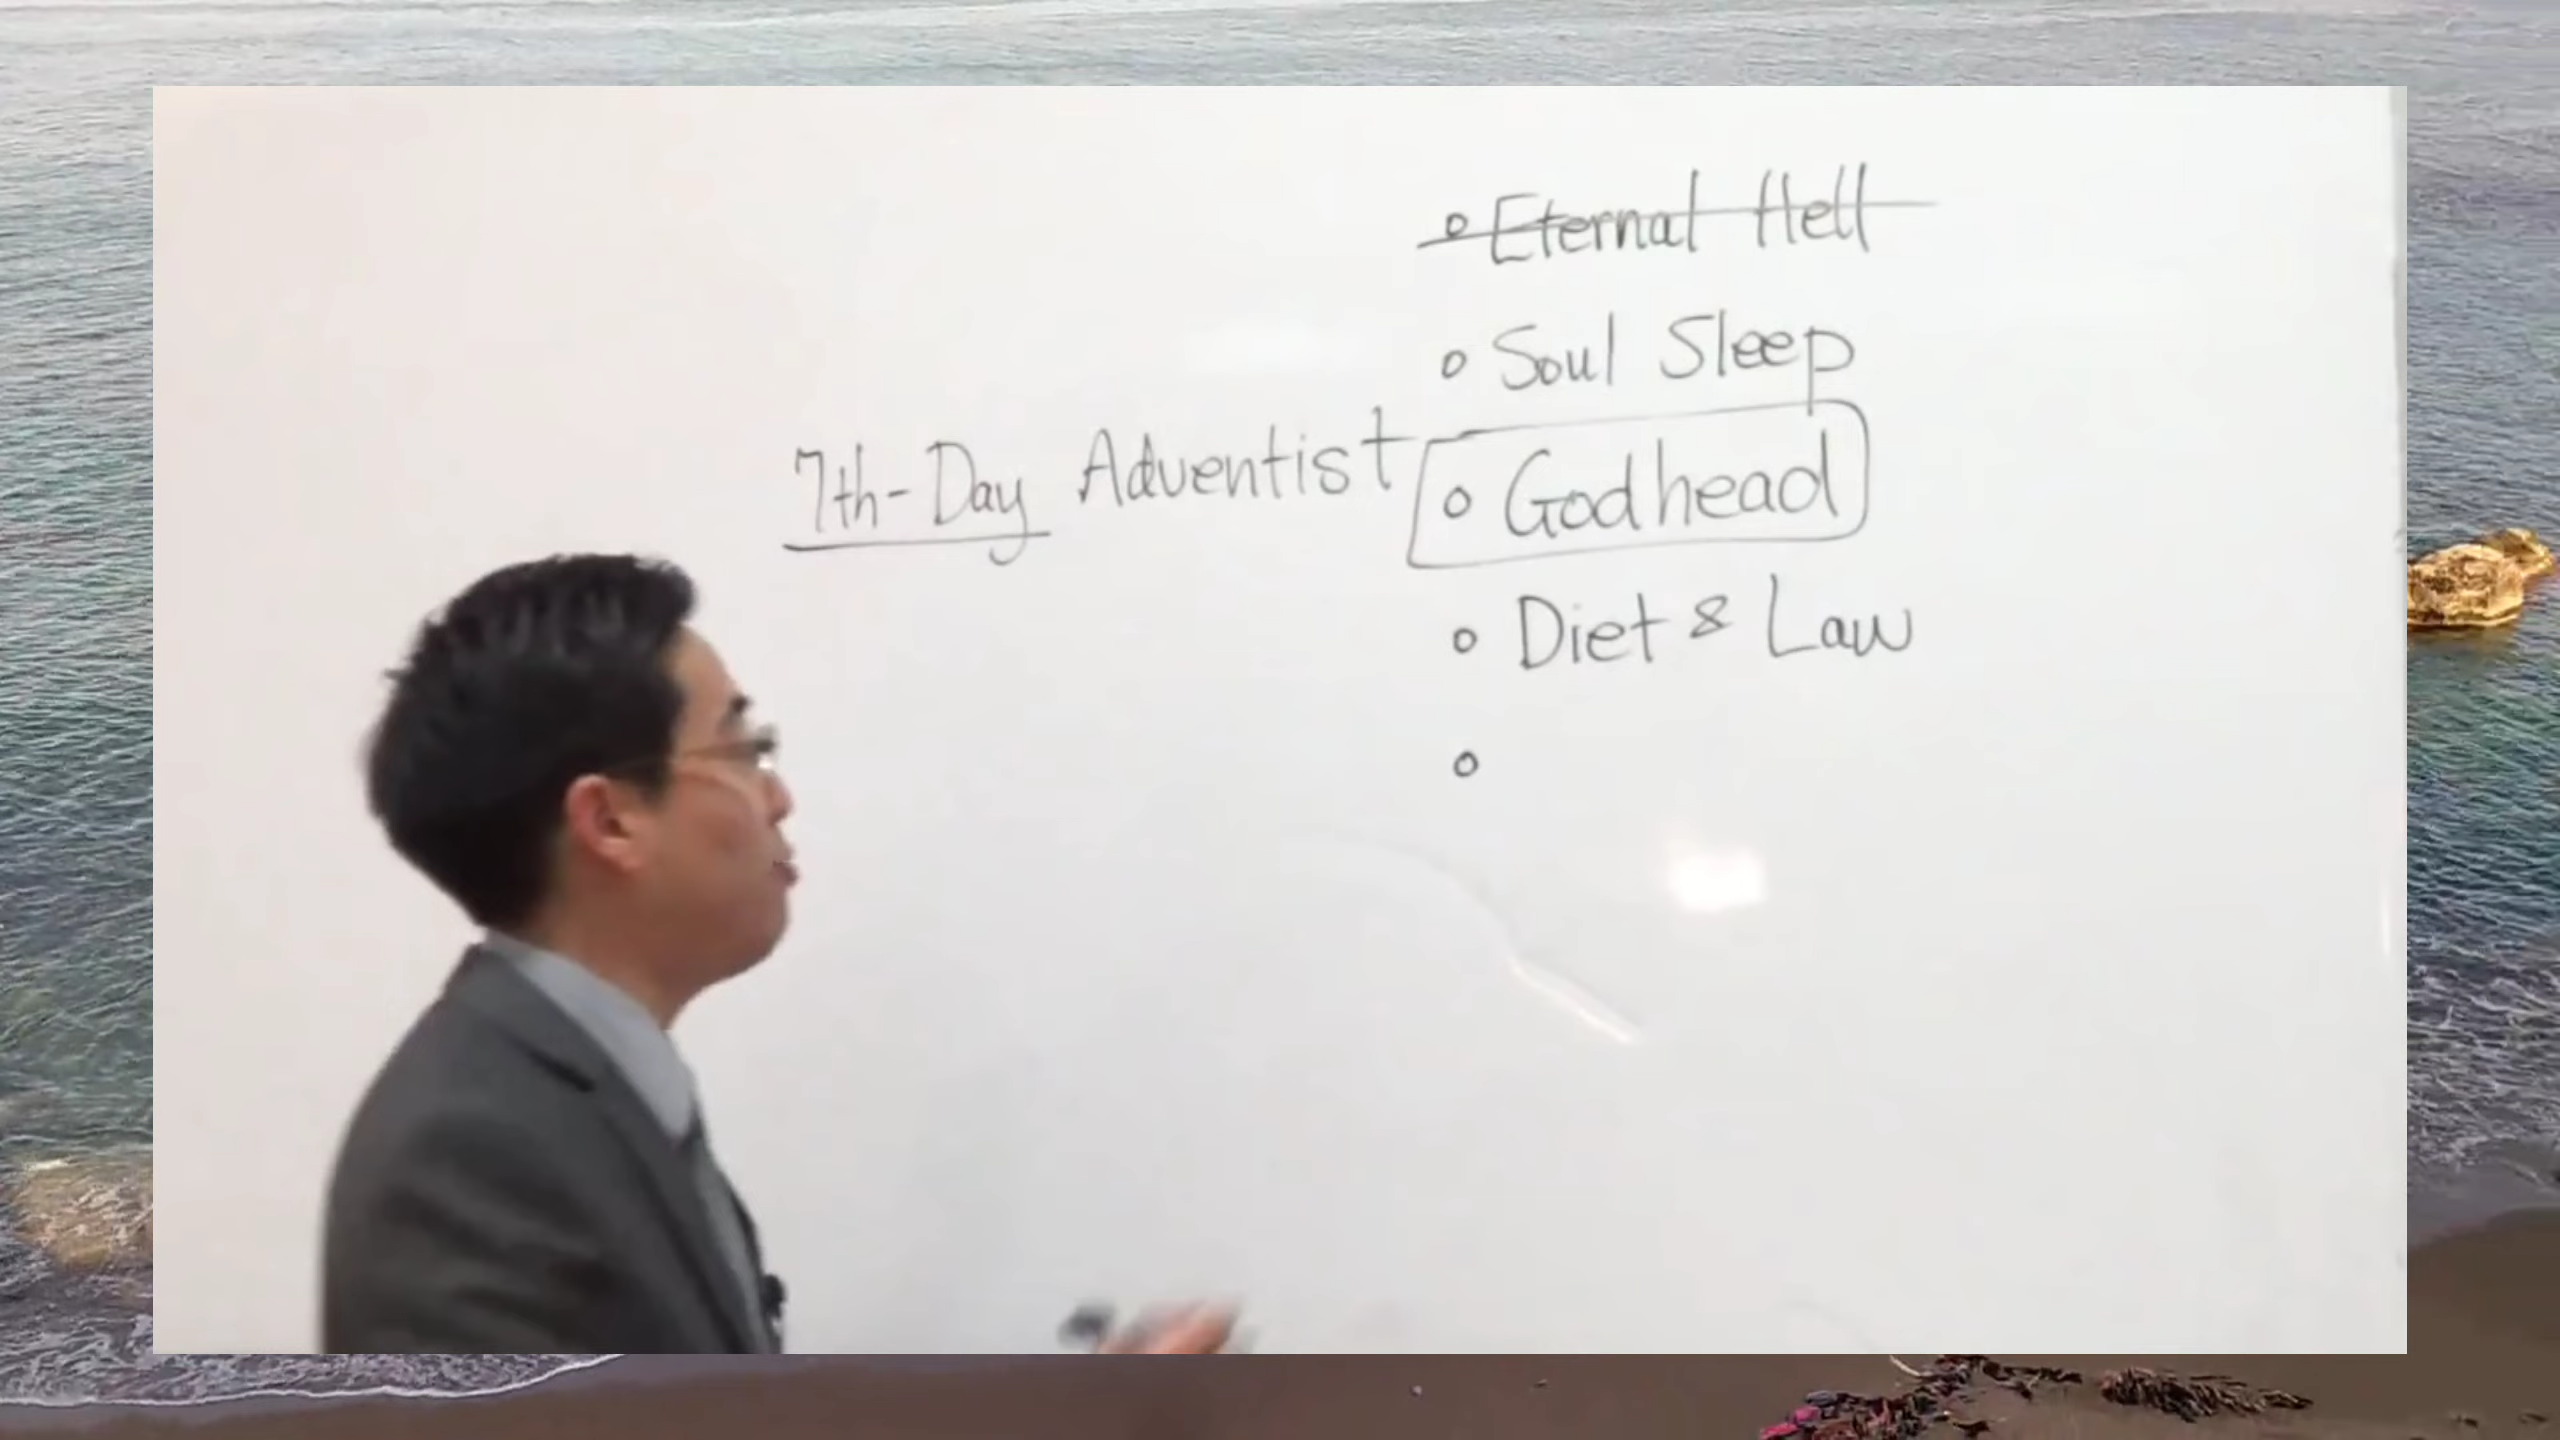 Eternal Hell
Soul Sleep
7th-Day Adventist
Godhead
Diet & Law